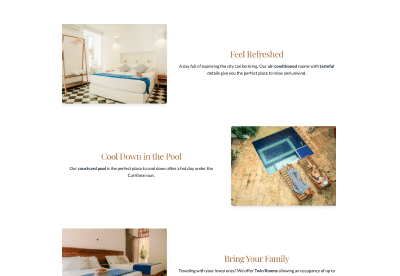 Feel Refreshed
A day full of exploring the city can be tiring. Our air-conditioned rooms with tasteful
details give you the perfect place to relax and unwind.
Cool Down in the Pool
Our courtyard pool is the perfect place to cool down after a hot day under the
Carribean sun.
Bring Your Family
Traveling with your loved ones? We offer Twin Rooms allowing an occupancy of up to